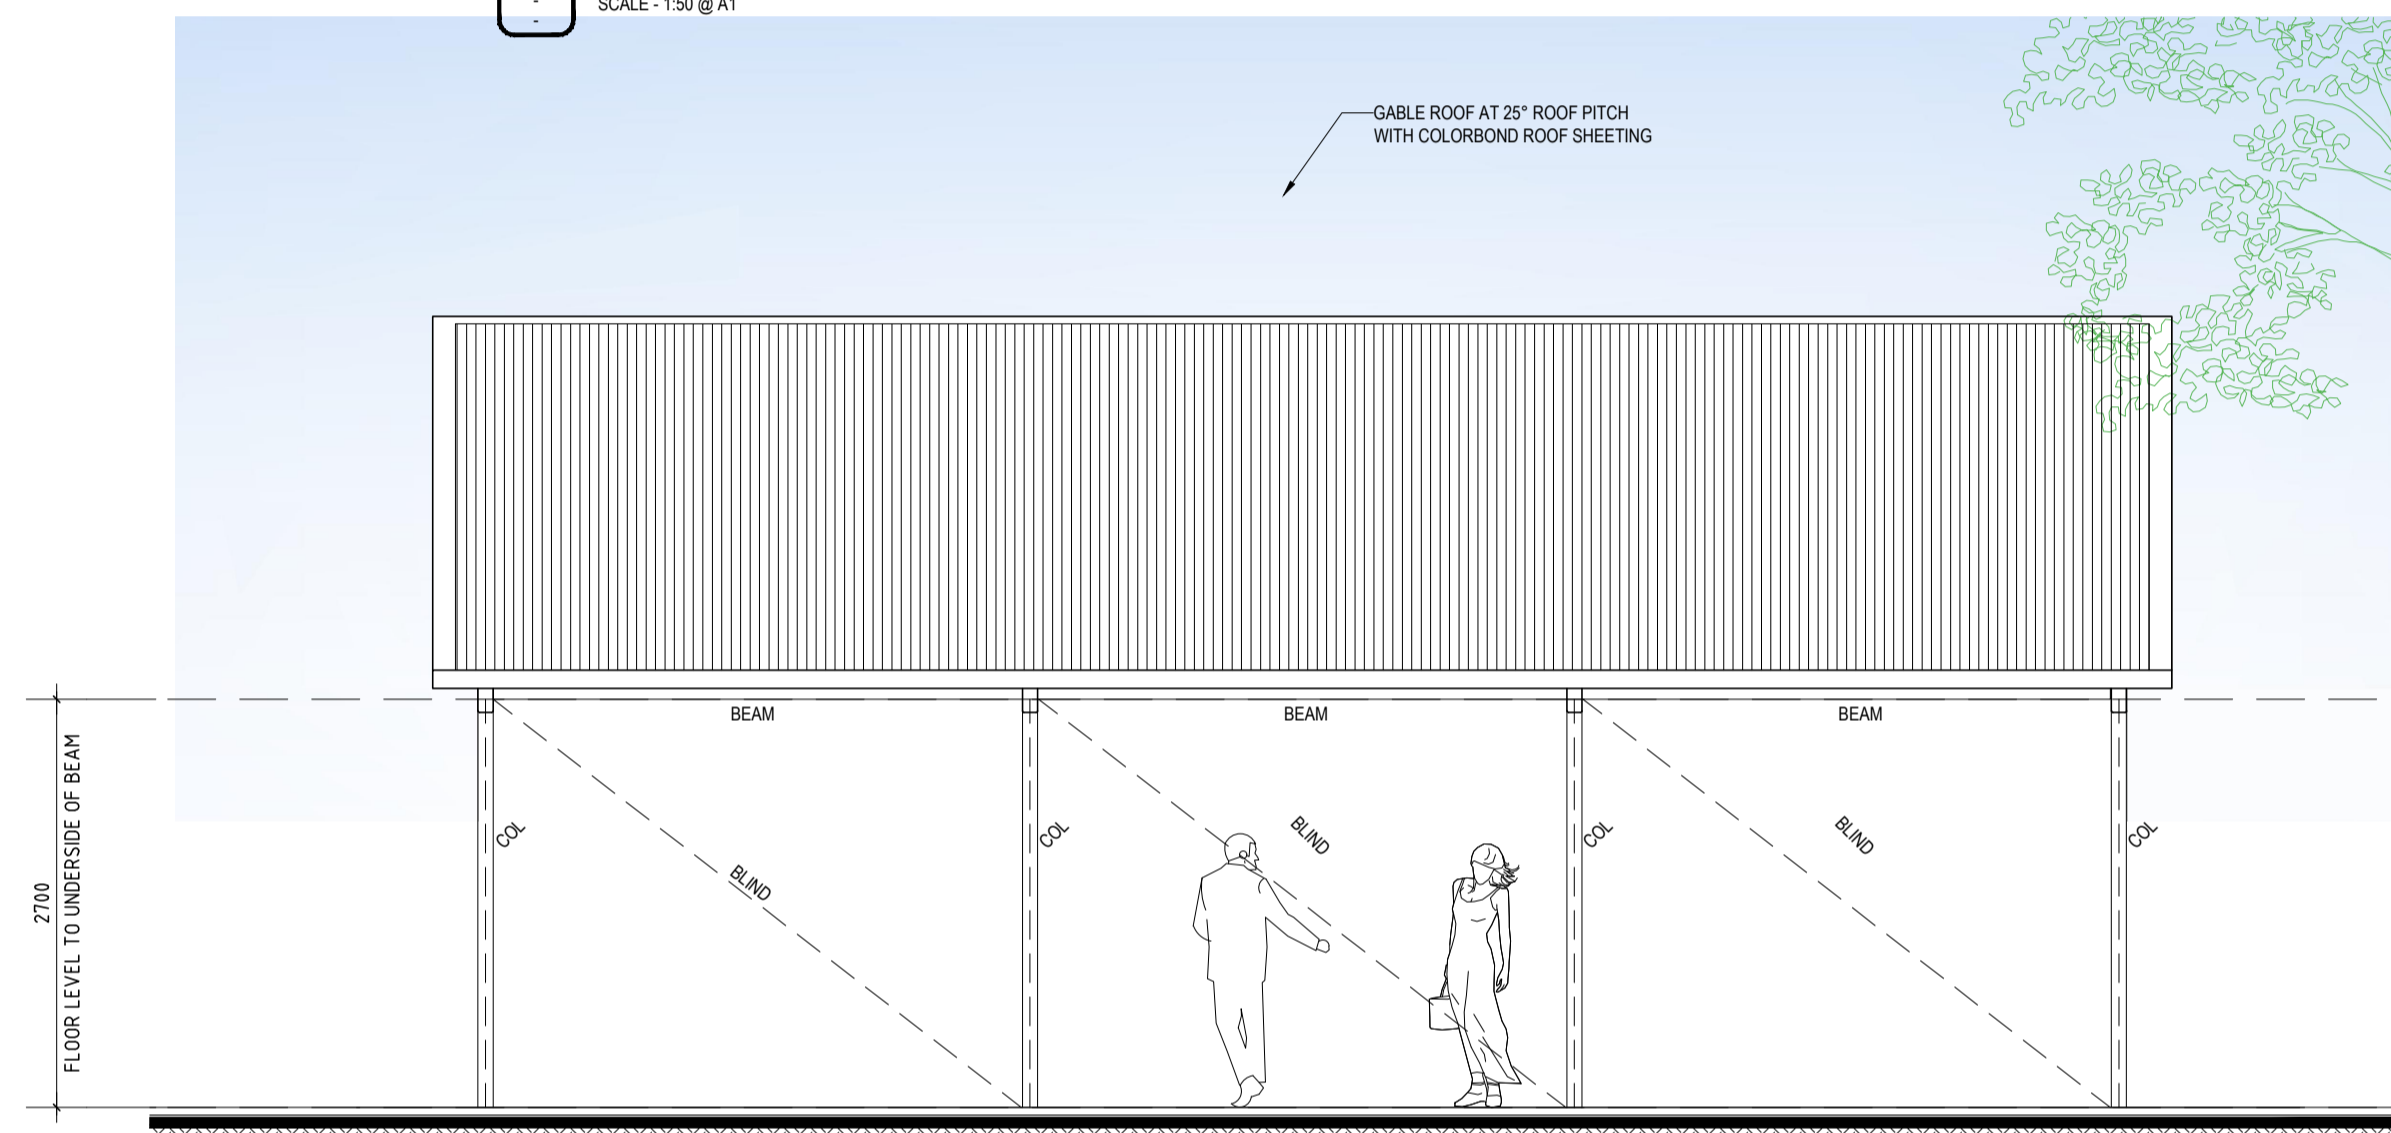 -
-
SCALE - 1:50 @ A1
GABLE ROOF AT 25° ROOF PITCH
WITH COLORBOND ROOF SHEETING
BEAM
BEAM
BEAM
COL
COL
COL
COL
BLIND
BLIND
BLIND
2700
FLOOR LEVEL TO UNDERSIDE OF BEAM